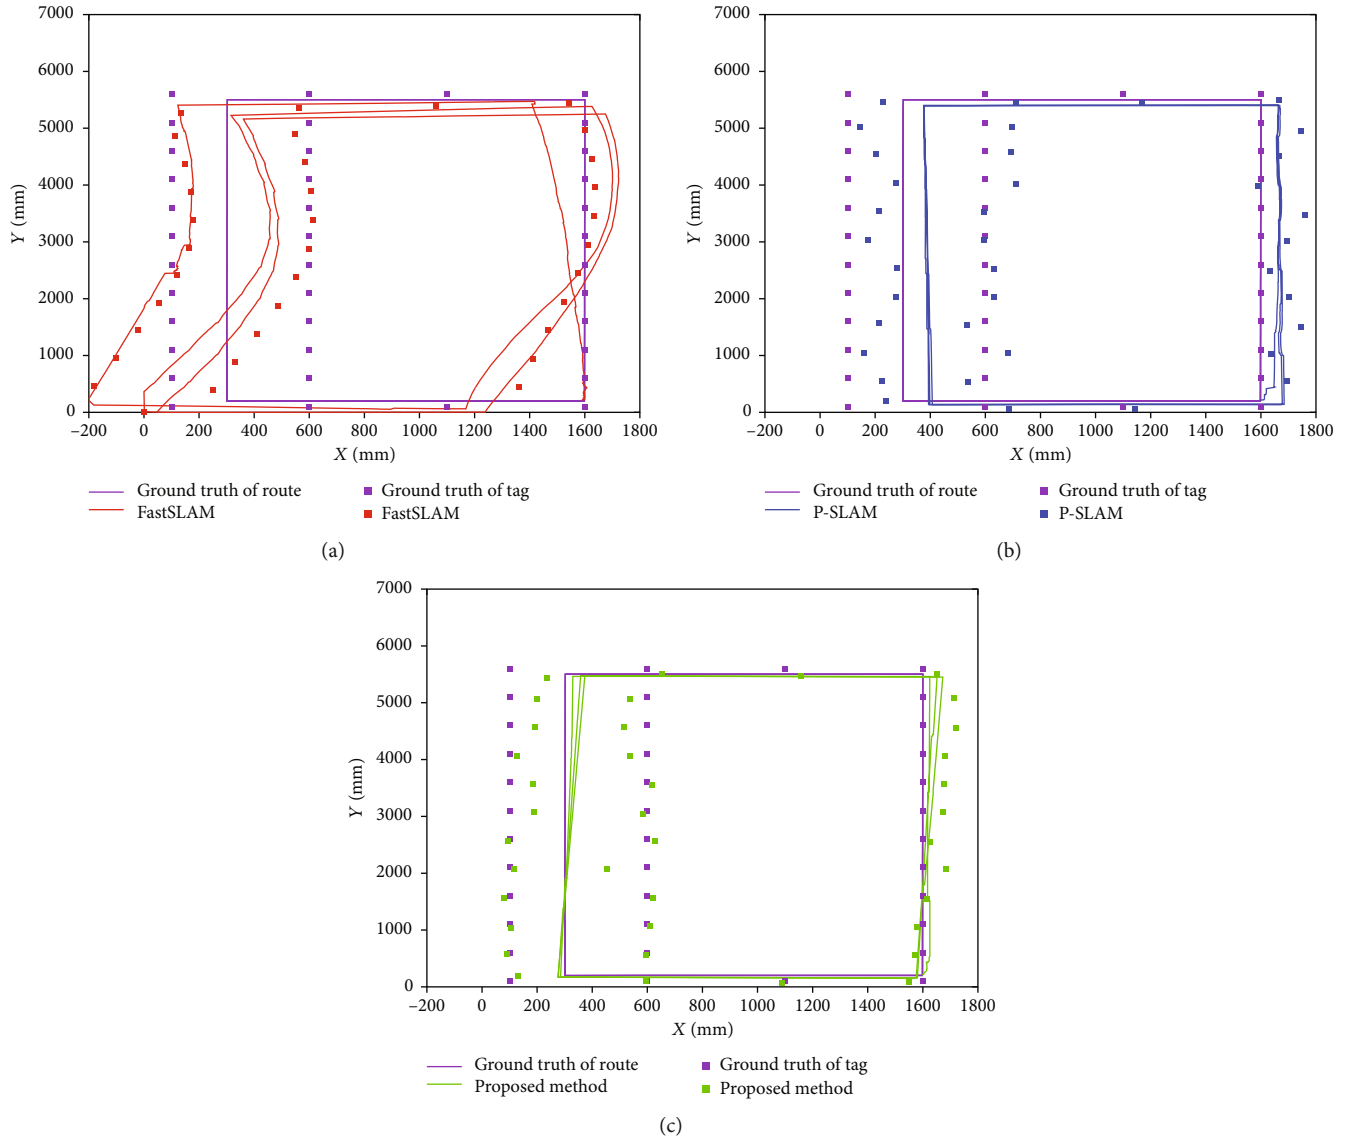 7000
6000
5000
4000
3000
2000
1000
0
Y (mm)
−200 0 200 400 600 800 1000 1200 1400 1600 1800
X (mm)
Ground truth of route
FastSLAM
Ground truth of tag
FastSLAM
(a)
7000
6000
5000
4000
3000
2000
1000
0
Y (mm)
−200 0 200 400 600 800 1000 1200 1400 1600 1800
X (mm)
Ground truth of route
P-SLAM
Ground truth of tag
P-SLAM
(b)
7000
6000
5000
4000
3000
2000
1000
0
Y (mm)
−200 0 200 400 600 800 1000 1200 1400 1600 1800
X (mm)
Ground truth of route
Proposed method
Ground truth of tag
Proposed method
(c)